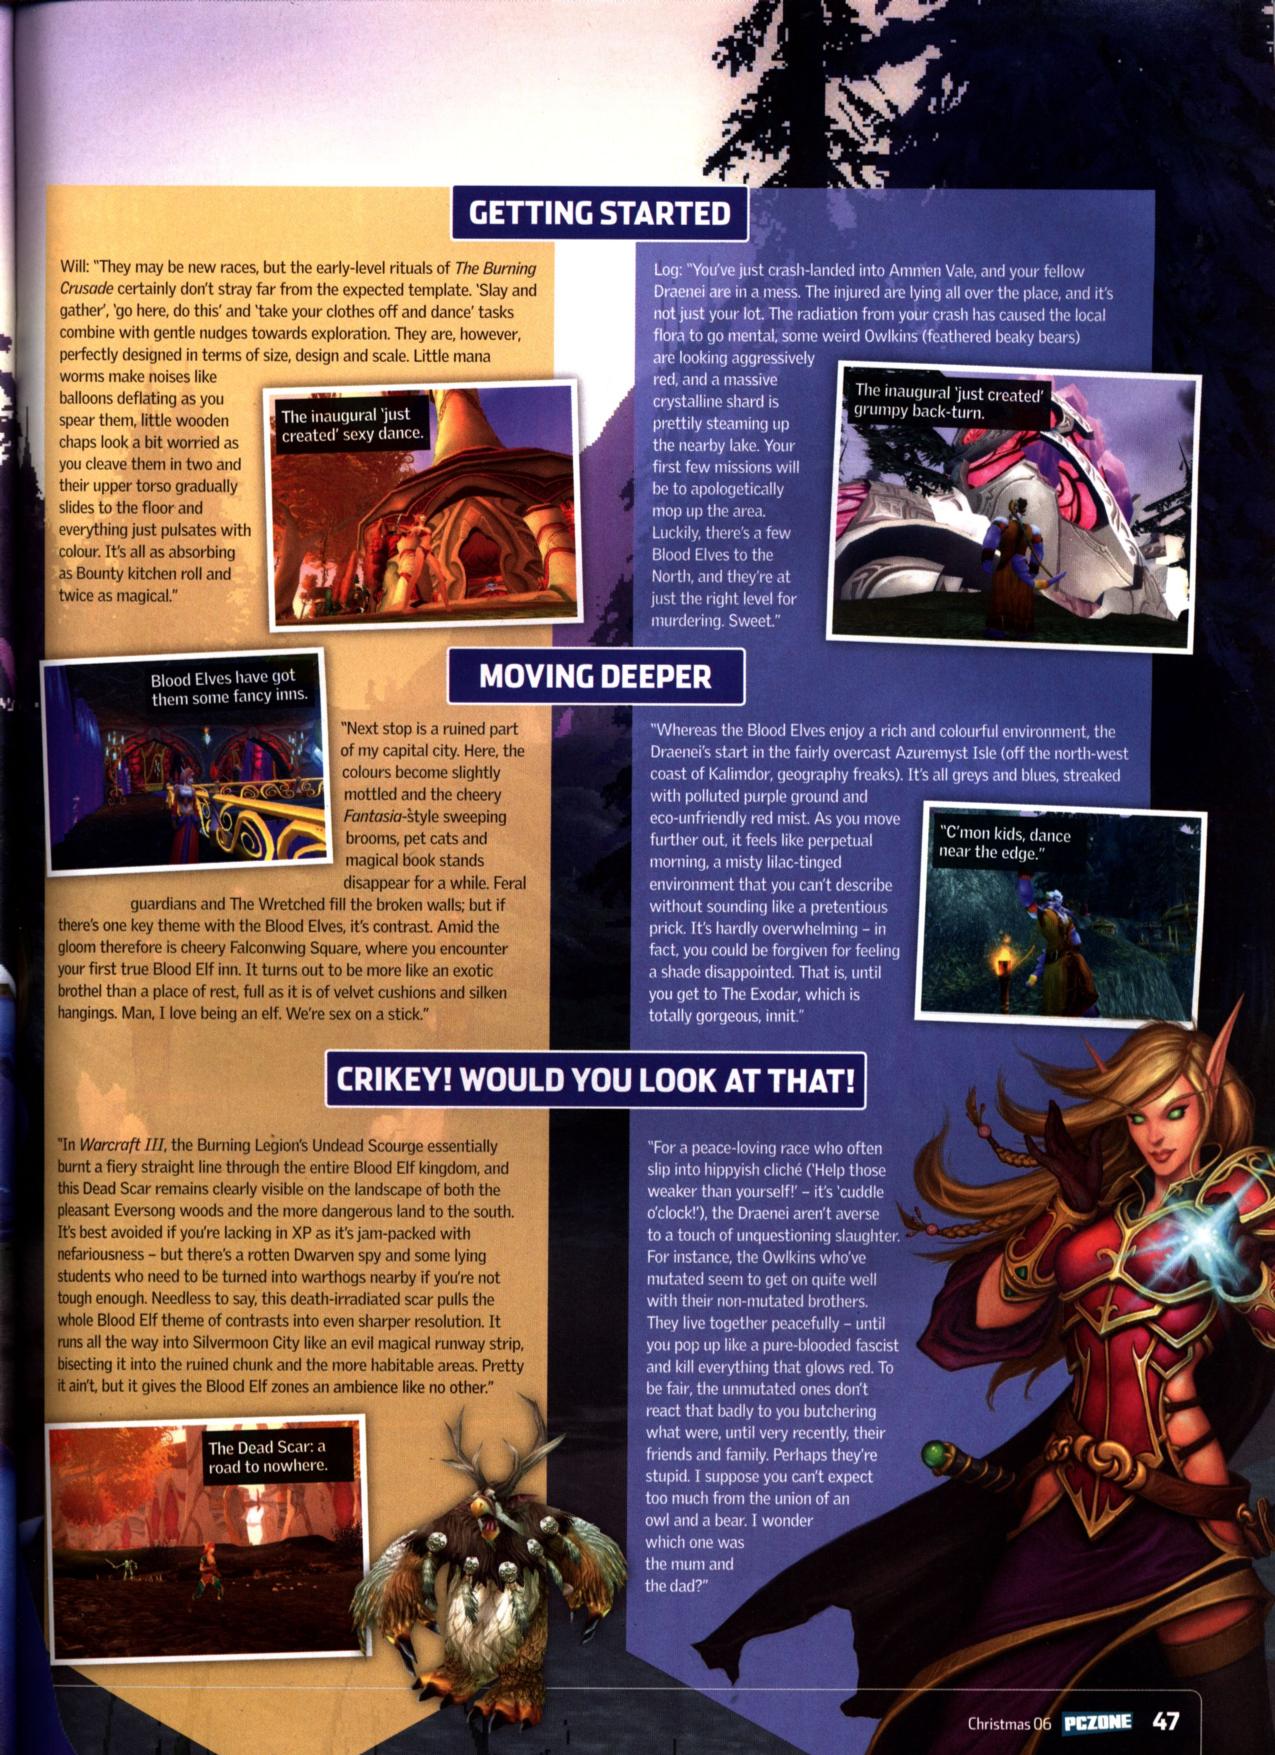 GETTING STARTED
Will: “They may be new races, but the early-level rituals of The Burning
Crusade certainly don’t stray far from the expected template. ‘Slay and
gather’, ‘go here, do this’ and ‘take your clothes off and dance’ tasks
combine with gentle nudges towards exploration. They are, however,
perfectly designed in terms of size, design and scale. Little mana
worms make noises like
balloons deflating as you
spear them, little wooden
chaps look a bit worried as
you cleave them in two and
their upper torso gradually
slides to the floor and
everything just pulsates with
colour. It’s all as absorbing
as Bounty kitchen roll and
twice as magical.”
The inaugural ‘just
created’ sexy dance.
Log: “You’ve just crash-landed into Ammen Vale, and your fellow
Draenei are in a mess. The injured are lying all over the place, and it’s
not just your lot. The radiation from your crash has caused the local
flora to go mental, some weird Owlkins (feathered beaky bears)
are looking aggressively
red, and a massive
crystalline shard is
prettily steaming up
the nearby lake. Your
first few missions will
be to apologetically
mop up the area.
Luckily, there’s a few
Blood Elves to the
North, and they’re at
just the right level for
murdering. Sweet.”
The inaugural ‘just created’
grumpy back-turn.
MOVING DEEPER
Blood Elves have got
them some fancy inns.
“Next stop is a ruined part
of my capital city. Here, the
colours become slightly
mottled and the cheery
Fantasia-style sweeping
brooms, pet cats and
magical book stands
disappear for a while. Feral
guardians and The Wretched fill the broken walls; but if
there’s one key theme with the Blood Elves, it’s contrast. Amid the
gloom therefore is cheery Falconwing Square, where you encounter
your first true Blood Elf inn. It turns out to be more like an exotic
brothel than a place of rest, full as it is of velvet cushions and silken
hangings. Man, I love being an elf. We’re sex on a stick.”
“Whereas the Blood Elves enjoy a rich and colourful environment, the
Draenei’s start in the fairly overcast Azuremyst Isle (off the north-west
coast of Kalimdor, geography freaks). It’s all greys and blues, streaked
with polluted purple ground and
eco-unfriendly red mist. As you move
further out, it feels like perpetual
morning, a misty lilac-tinged
environment that you can’t describe
without sounding like a pretentious
prick. It’s hardly overwhelming – in
fact, you could be forgiven for feeling
a shade disappointed. That is, until
you get to The Exodar, which is
totally gorgeous, innit.”
“C’mon kids, dance
near the edge.”
CRIKEY! WOULD YOU LOOK AT THAT!
“In Warcraft III, the Burning Legion’s Undead Scourge essentially
burnt a fiery straight line through the entire Blood Elf kingdom, and
this Dead Scar remains clearly visible on the landscape of both the
pleasant Eversong woods and the more dangerous land to the south.
It’s best avoided if you’re lacking in XP as it’s jam-packed with
nefariousness – but there’s a rotten Dwarven spy and some lying
students who need to be turned into warthogs nearby if you’re not
tough enough. Needless to say, this death-irradiated scar pulls the
whole Blood Elf theme of contrasts into even sharper resolution. It
runs all the way into Silvermoon City like an evil magical runway strip,
bisecting it into the ruined chunk and the more habitable areas. Pretty
it ain’t, but it gives the Blood Elf zones an ambience like no other.”
The Dead Scar: a
road to nowhere.
“For a peace-loving race who often
slip into hippyish cliché (‘Help those
weaker than yourself!’ – it’s ‘cuddle
o’clock!’), the Draenei aren’t averse
to a touch of unquestioning slaughter.
For instance, the Owlkins who’ve
mutated seem to get on quite well
with their non-mutated brothers.
They live together peacefully – until
you pop up like a pure-blooded fascist
and kill everything that glows red. To
be fair, the unmutated ones don’t
react that badly to you butchering
what were, until very recently, their
friends and family. Perhaps they’re
stupid. I suppose you can’t expect
too much from the union of an
owl and a bear. I wonder
which one was
the mum and
the dad?”
Christmas 06 PCZONE 47